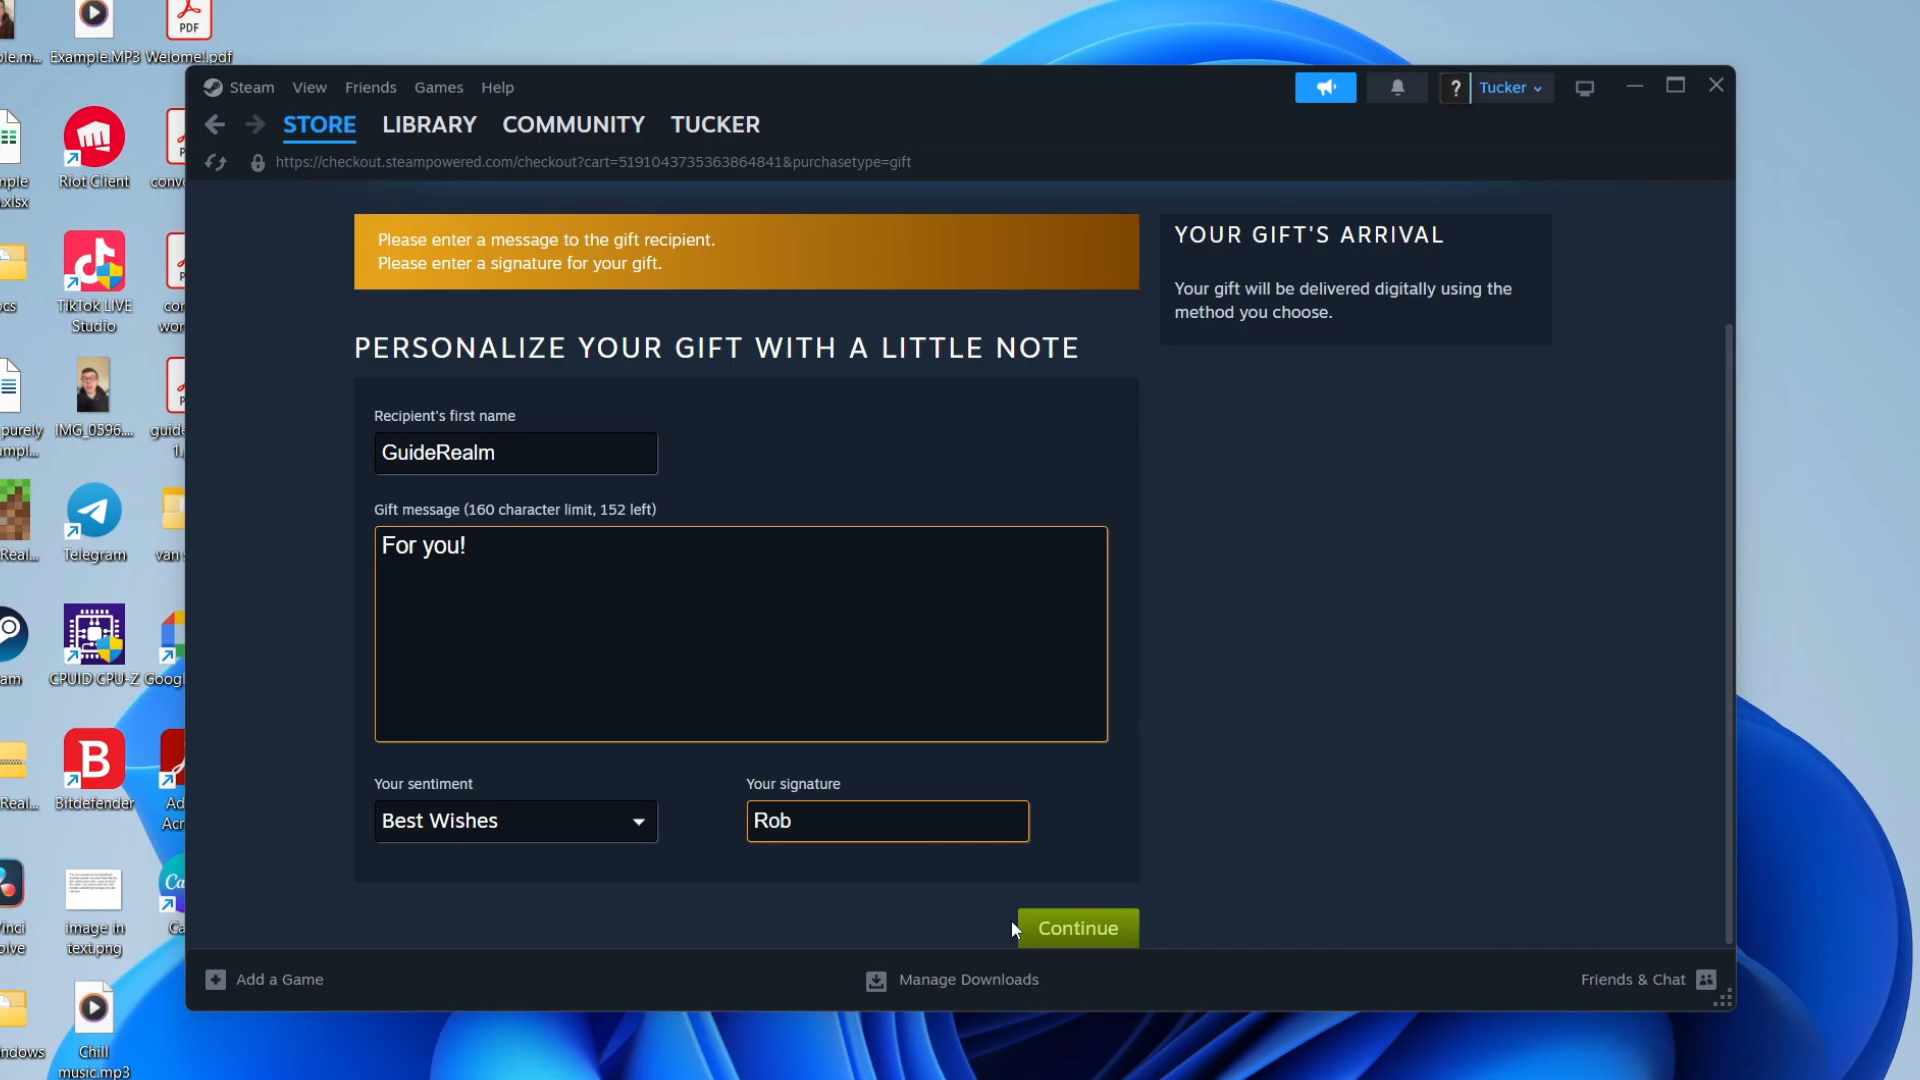 Example.MP3
Welome!.pdf
Steam
View
Friends
Games
Help
?
Tucker
STORE
LIBRARY
COMMUNITY
TUCKER
https://checkout.steampowered.com/checkout?cart=5191043735363864841&purchasetype=gift
Please enter a message to the gift recipient.
Please enter a signature for your gift.
YOUR GIFT'S ARRIVAL
Your gift will be delivered digitally using the
method you choose.
PERSONALIZE YOUR GIFT WITH A LITTLE NOTE
Recipient's first name
GuideRealm
Gift message (160 character limit, 152 left)
For you!
Your sentiment
Your signature
Best Wishes
Rob
Continue
Add a Game
Manage Downloads
Friends & Chat
PDF
Riot Client
.xlsx
TikTok LIVE
Studio
IMG_0596....
Telegram
van
CPUID CPU-Z
Bitdefender
image in
text.png
Chill
music.mp3